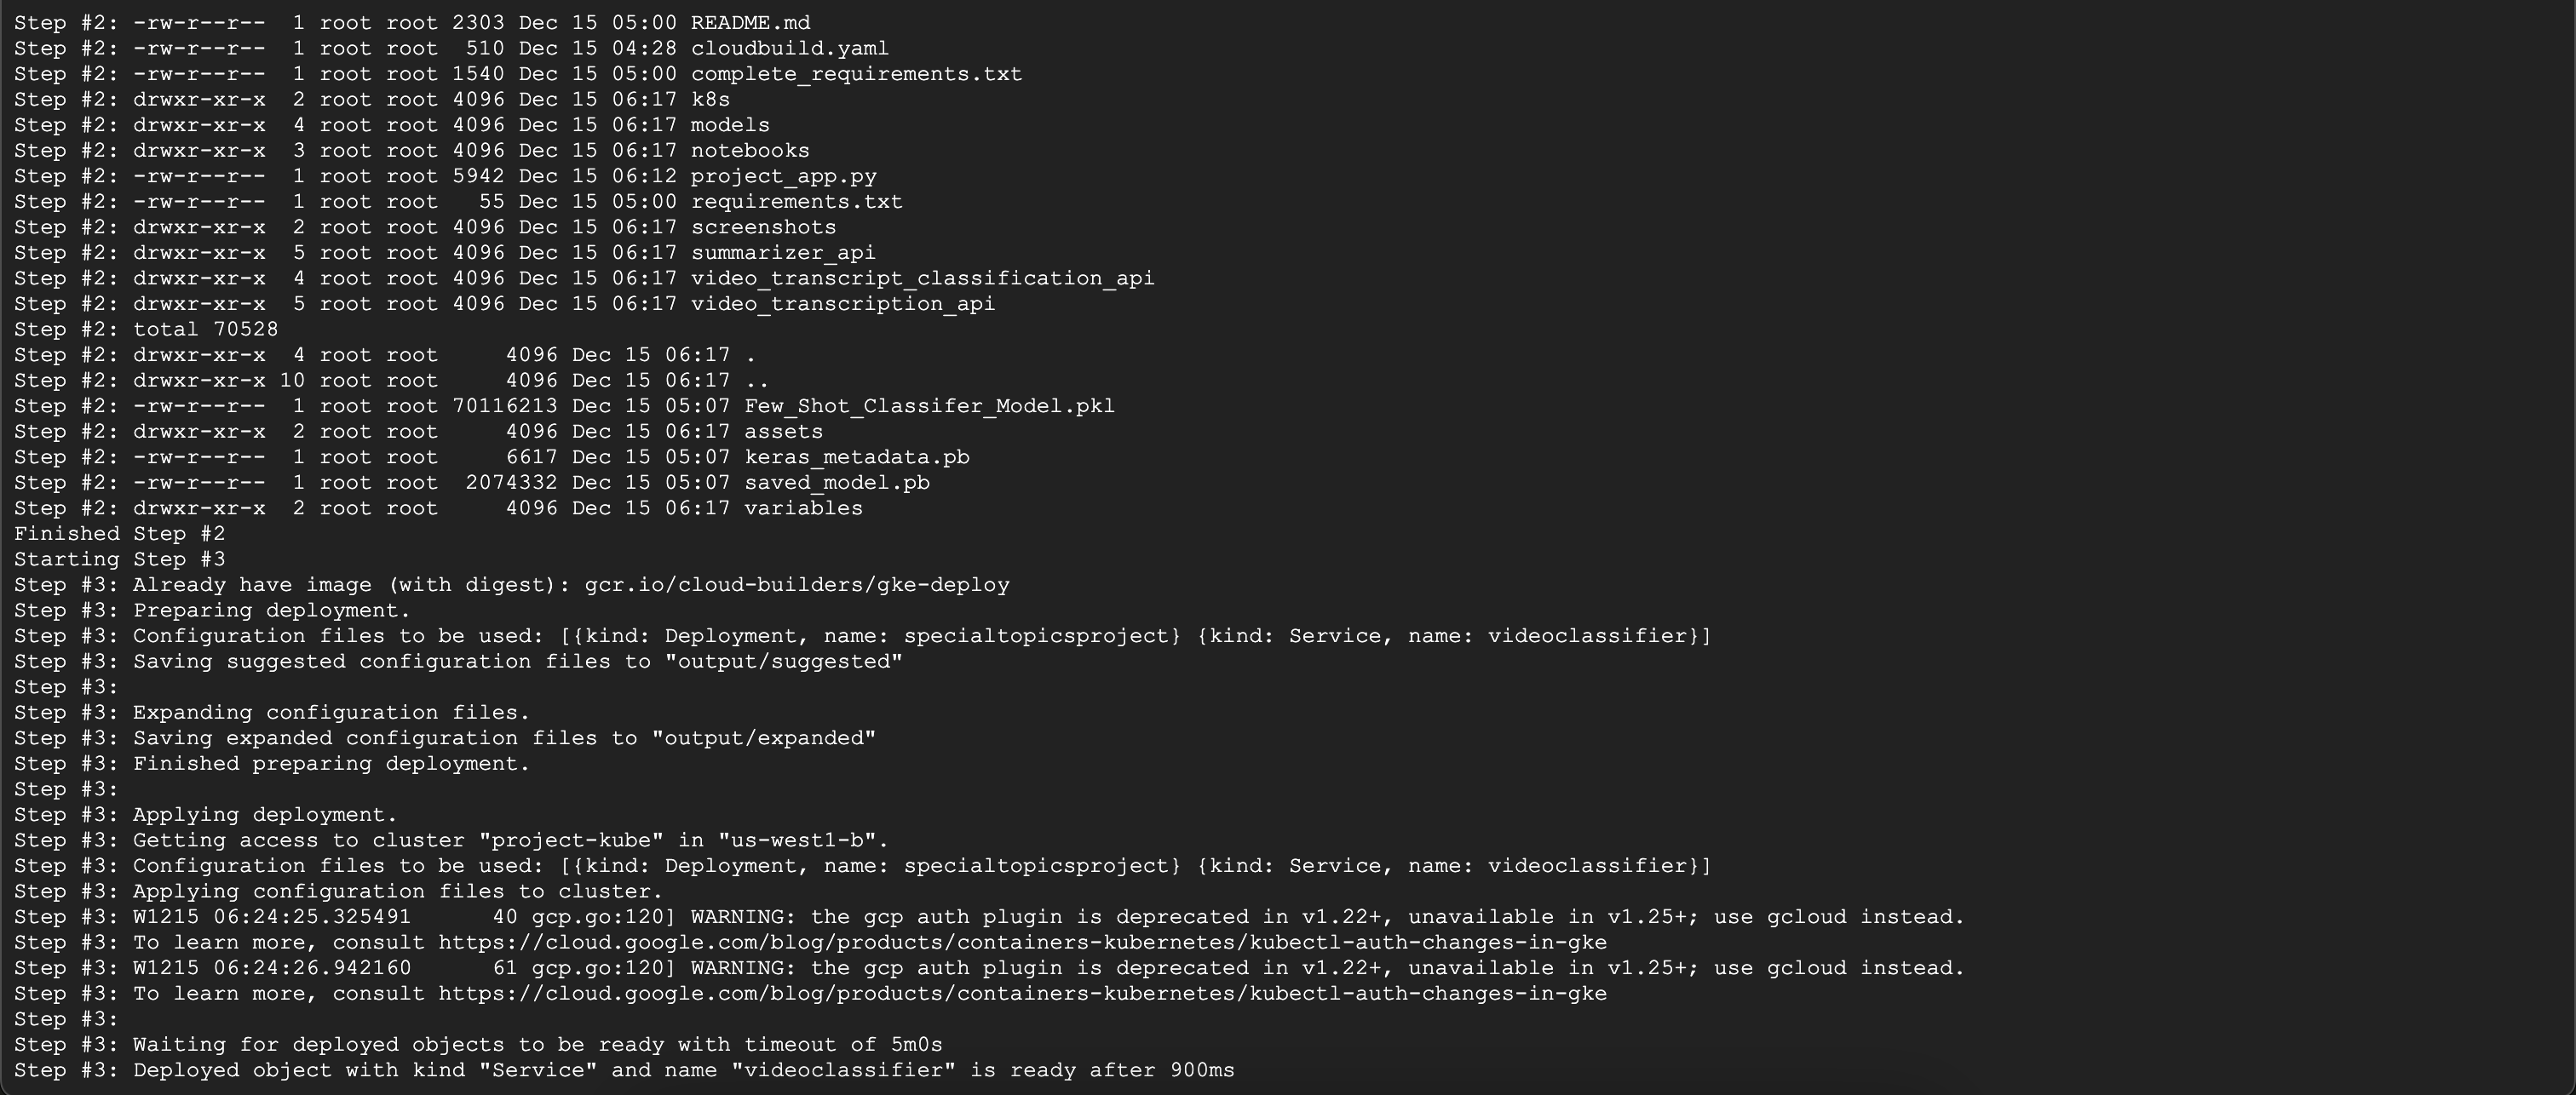 Step #2: -rw-r--r--  1 root root 2303 Dec 15 05:00 README.md
Step #2: -rw-r--r--  1 root root  510 Dec 15 04:28 cloudbuild.yaml
Step #2: -rw-r--r--  1 root root 1540 Dec 15 05:00 complete_requirements.txt
Step #2: drwxr-xr-x  2 root root 4096 Dec 15 06:17 k8s
Step #2: drwxr-xr-x  4 root root 4096 Dec 15 06:17 models
Step #2: drwxr-xr-x  3 root root 4096 Dec 15 06:17 notebooks
Step #2: -rw-r--r--  1 root root 5942 Dec 15 06:12 project_app.py
Step #2: -rw-r--r--  1 root root   55 Dec 15 05:00 requirements.txt
Step #2: drwxr-xr-x  2 root root 4096 Dec 15 06:17 screenshots
Step #2: drwxr-xr-x  5 root root 4096 Dec 15 06:17 summarizer_api
Step #2: drwxr-xr-x  4 root root 4096 Dec 15 06:17 video_transcript_classification_api
Step #2: drwxr-xr-x  5 root root 4096 Dec 15 06:17 video_transcription_api
Step #2: total 70528
Step #2: drwxr-xr-x  4 root root     4096 Dec 15 06:17 .
Step #2: drwxr-xr-x 10 root root     4096 Dec 15 06:17 ..
Step #2: -rw-r--r--  1 root root 70116213 Dec 15 05:07 Few_Shot_Classifer_Model.pkl
Step #2: drwxr-xr-x  2 root root     4096 Dec 15 06:17 assets
Step #2: -rw-r--r--  1 root root     6617 Dec 15 05:07 keras_metadata.pb
Step #2: -rw-r--r--  1 root root  2074332 Dec 15 05:07 saved_model.pb
Step #2: drwxr-xr-x  2 root root     4096 Dec 15 06:17 variables
Finished Step #2
Starting Step #3
Step #3: Already have image (with digest): gcr.io/cloud-builders/gke-deploy
Step #3: Preparing deployment.
Step #3: Configuration files to be used: [{kind: Deployment, name: specialtopicsproject} {kind: Service, name: videoclassifier}]
Step #3: Saving suggested configuration files to "output/suggested"
Step #3:
Step #3: Expanding configuration files.
Step #3: Saving expanded configuration files to "output/expanded"
Step #3: Finished preparing deployment.
Step #3:
Step #3: Applying deployment.
Step #3: Getting access to cluster "project-kube" in "us-west1-b".
Step #3: Configuration files to be used: [{kind: Deployment, name: specialtopicsproject} {kind: Service, name: videoclassifier}]
Step #3: Applying configuration files to cluster.
Step #3: W1215 06:24:25.325491      40 gcp.go:120] WARNING: the gcp auth plugin is deprecated in v1.22+, unavailable in v1.25+; use gcloud instead.
Step #3: To learn more, consult https://cloud.google.com/blog/products/containers-kubernetes/kubectl-auth-changes-in-gke
Step #3: W1215 06:24:26.942160      61 gcp.go:120] WARNING: the gcp auth plugin is deprecated in v1.22+, unavailable in v1.25+; use gcloud instead.
Step #3: To learn more, consult https://cloud.google.com/blog/products/containers-kubernetes/kubectl-auth-changes-in-gke
Step #3:
Step #3: Waiting for deployed objects to be ready with timeout of 5m0s
Step #3: Deployed object with kind "Service" and name "videoclassifier" is ready after 900ms